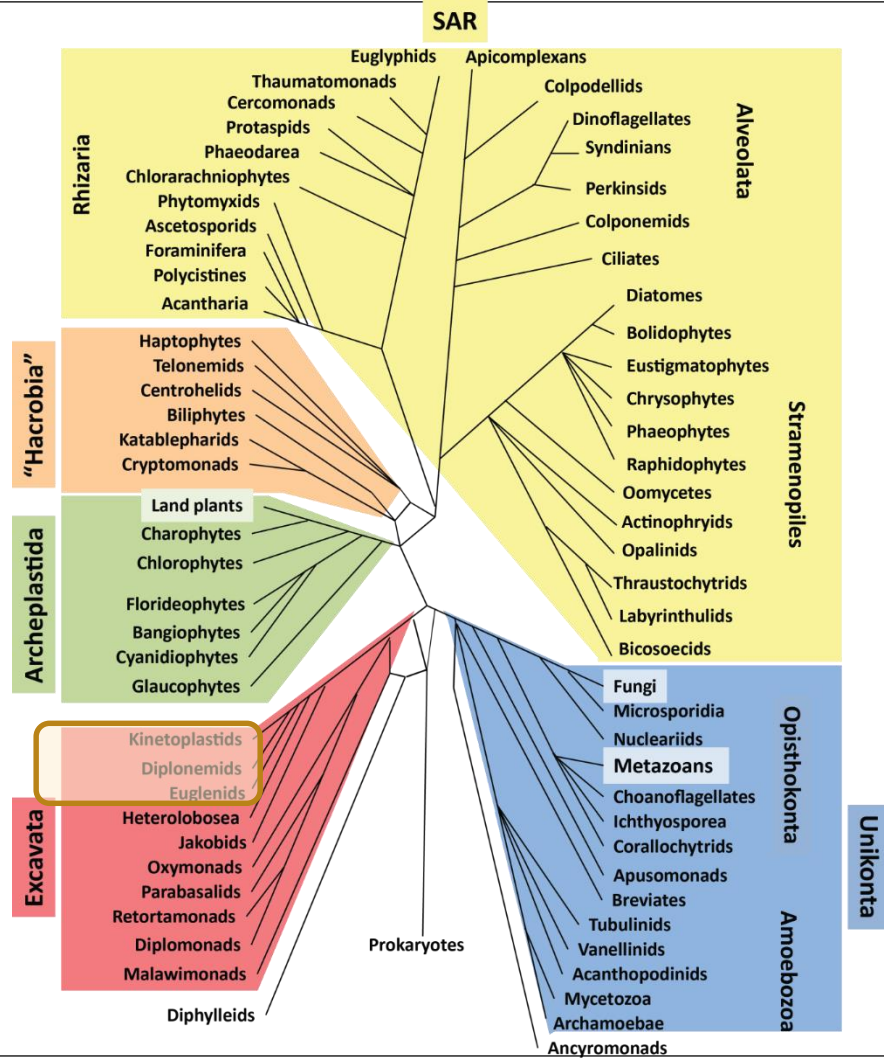 SAR
Euglyphids
Apicomplexans
Thaumatomonads
Colpodellids
Cercomonads
Dinoflagellates
Protaspids
Syndinians
Phaeodarea
Perkinsids
Chlorarachniophytes
Phytomyxids
Colponemids
Ascetosporids
Foraminifera
Ciliates
Polycistines
Acantharia
Rhizaria
Alveolata
Diatomes
Bolidophytes
Eustigmatophytes
Chrysophytes
Phaeophytes
Raphidophytes
Oomycetes
Actinophryids
Opalinids
Thraustochytrids
Labyrinthulids
Bicosoecids
Stramenopiles
"Hacrobia"
Haptophytes
Telonemids
Centrohelids
Biliphytes
Katablepharids
Cryptomonads
Archeplastida
Land plants
Charophytes
Chlorophytes
Florideophytes
Bangiophytes
Cyanidiophytes
Glaucophytes
Excavata
Kinetoplastids
Diplonemids
Euglenids
Heterolobosea
Jakobids
Oxymonads
Parabasalids
Retortamonads
Diplomonads
Malawimonads
Diphylleids
Prokaryotes
Fungi
Microsporidia
Nucleariids
Metazoans
Choanoflagellates
Ichthyosporea
Corallochytrids
Apusomonads
Breviates
Tubulinids
Vanellinids
Acanthopodinids
Mycetozoa
Archamoebae
Ancyromonads
Opisthokonta
Amoebozoa
Unikonta